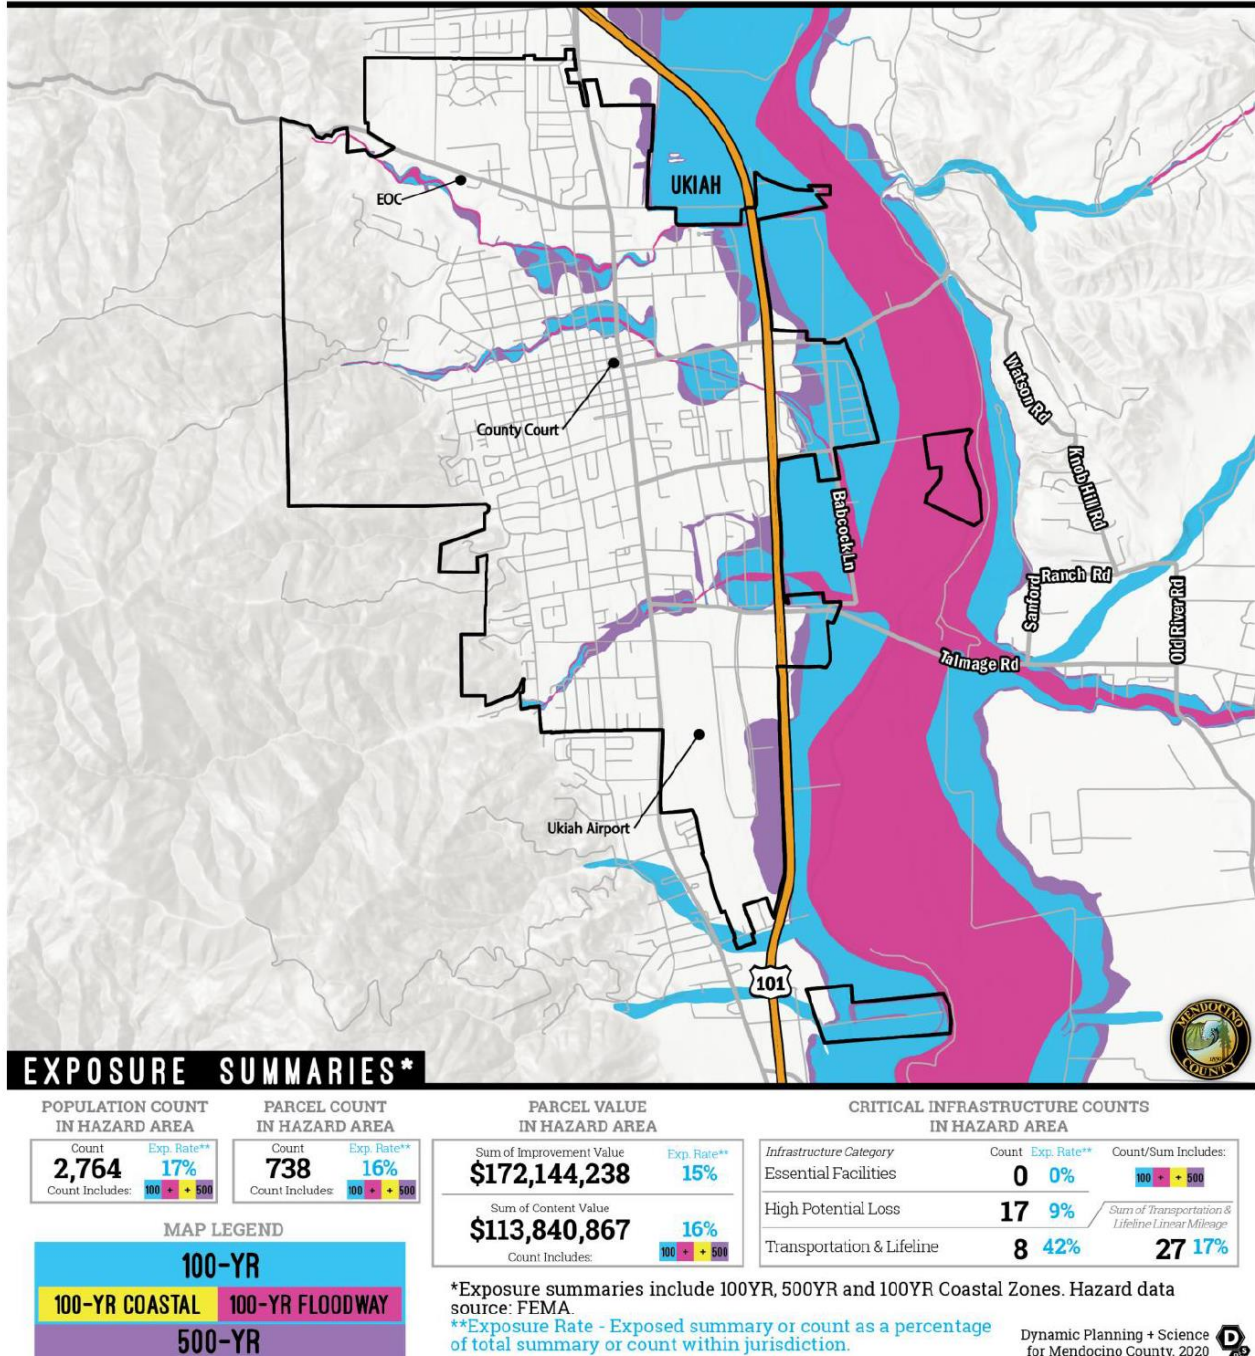 UKIAH
EOC
County Court
Watson Rd
Knob Hill Rd
Babcock Ln
Sanford
Ranch Rd
Old River Rd
Talmage Rd
Ukiah Airport
101
MENDOCINO
COUNTY
EXPOSURE SUMMARIES*
POPULATION COUNT
IN HAZARD AREA
Count Exp. Rate**
2,764 17%
Count Includes: 100 + + 500
PARCEL COUNT
IN HAZARD AREA
Count Exp. Rate**
738 16%
Count Includes: 100 + + 500
MAP LEGEND
100-YR
100-YR COASTAL 100-YR FLOODWAY
500-YR
PARCEL VALUE
IN HAZARD AREA
Sum of Improvement Value Exp. Rate**
$172,144,238 15%
Sum of Content Value
$113,840,867 16%
Count Includes: 100 + + 500
CRITICAL INFRASTRUCTURE COUNTS
IN HAZARD AREA
Infrastructure Category Count Exp. Rate** Count/Sum Includes:
Essential Facilities 0 0% 100 + + 500
High Potential Loss 17 9% Sum of Transportation &
Lifeline Linear Mileage
Transportation & Lifeline 8 42% 27 17%
*Exposure summaries include 100YR, 500YR and 100YR Coastal Zones. Hazard data
source: FEMA.
**Exposure Rate - Exposed summary or count as a percentage
of total summary or count within jurisdiction.
Dynamic Planning + Science
for Mendocino County, 2020
D